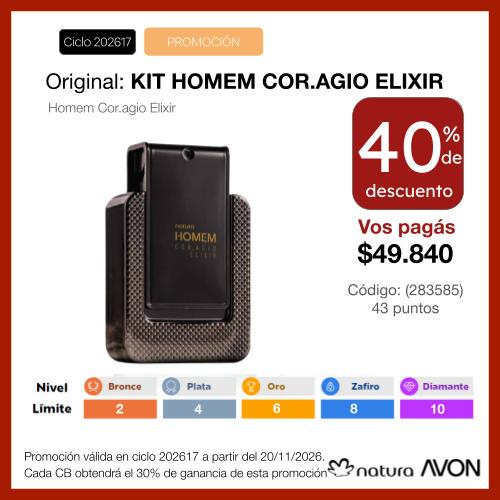 Ciclo 202617
PROMOCIÓN
Original: KIT HOMEM COR.AGIO ELIXIR
Homem Cor.agio Elixir
40% de
descuento
natura
HOMEM
COR.AGIO
ELIXIR
Vos pagás
$49.840
Código: (283585)
43 puntos
Nivel Bronce Plata Oro Zafiro Diamante
Límite 2 4 6 8 10
Promoción válida en ciclo 202617 a partir del 20/11/2026.
Cada CB obtendrá el 30% de ganancia de esta promoción
natura AVON